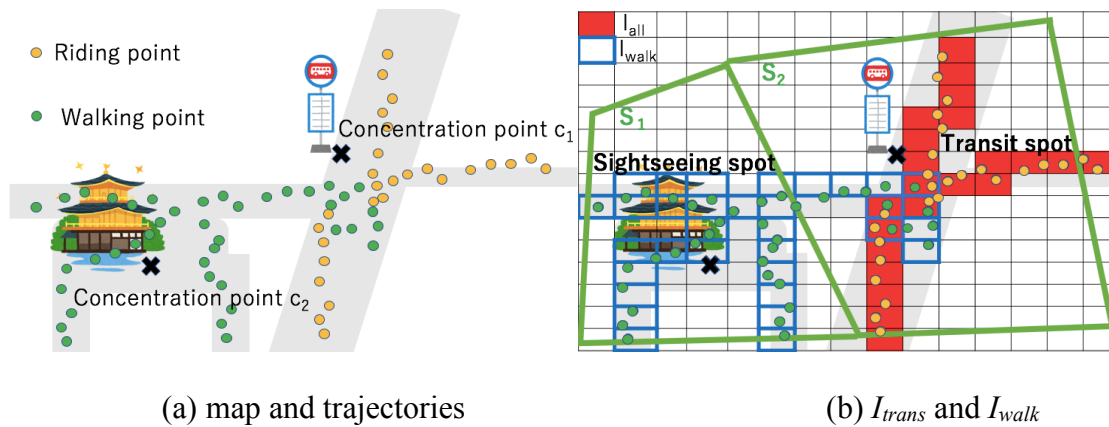 Riding point
Walking point
Concentration point c1
Concentration point c2
Iall
Iwalk
S1
S2
Sightseeing spot
Transit spot
(a) map and trajectories
(b) Itrans and Iwalk